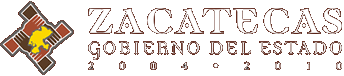 ZACATECAS
GOBIERNO DEL ESTADO
2004 • 2010